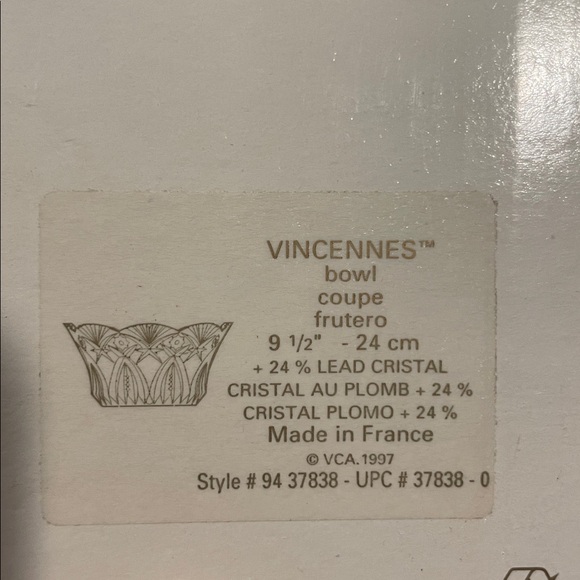 VINCENNES™
bowl
coupe
frutero
9 1/2" - 24 cm
+ 24 % LEAD CRISTAL
CRISTAL AU PLOMB + 24 %
CRISTAL PLOMO + 24 %
Made in France
© VCA.1997
Style # 94 37838 - UPC # 37838 - 0